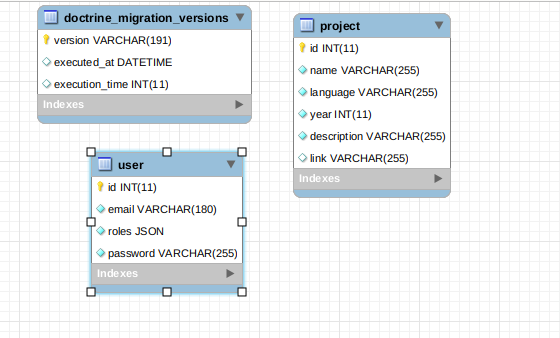 doctrine_migration_versions
version VARCHAR(191)
executed_at DATETIME
execution_time INT(11)
Indexes
project
id INT(11)
name VARCHAR(255)
language VARCHAR(255)
year INT(11)
description VARCHAR(255)
link VARCHAR(255)
Indexes
user
id INT(11)
email VARCHAR(180)
roles JSON
password VARCHAR(255)
Indexes